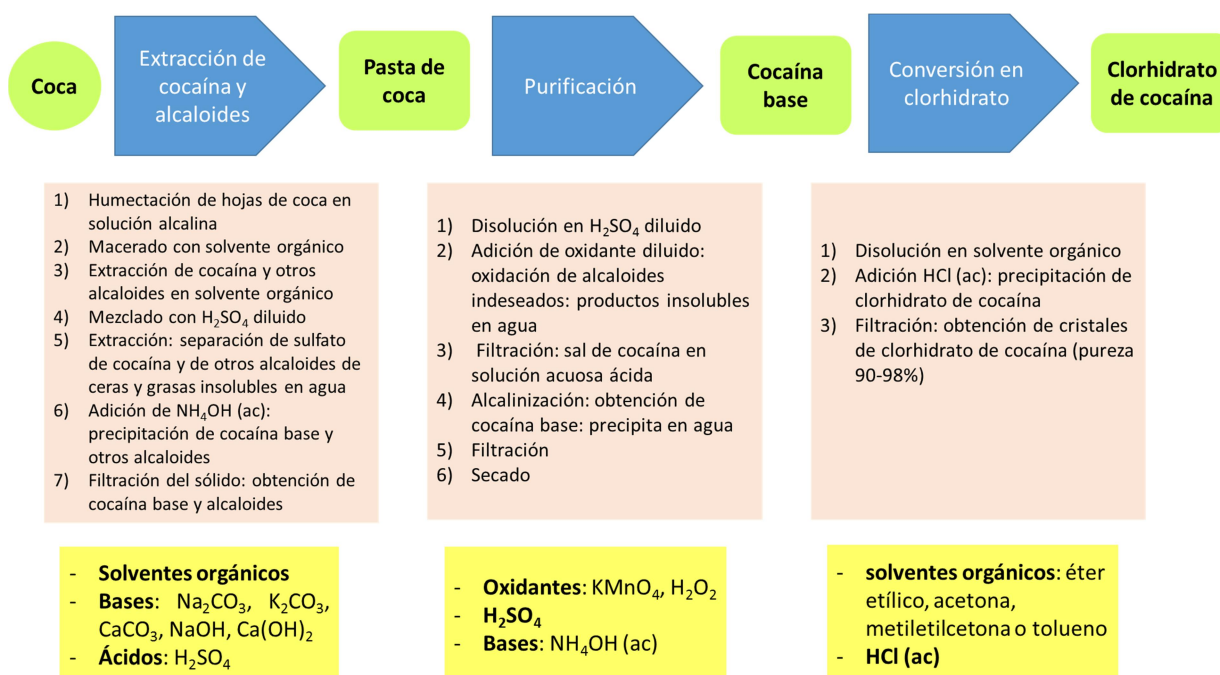 Coca
Extracción de
cocaína y
alcaloides
Pasta de
coca
Purificación
Cocaína
base
Conversión en
clorhidrato
Clorhidrato
de cocaína
1) Humectación de hojas de coca en
solución alcalina
2) Macerado con solvente orgánico
3) Extracción de cocaína y otros
alcaloides en solvente orgánico
4) Mezclado con H₂SO₄ diluido
5) Extracción: separación de sulfato
de cocaína y de otros alcaloides de
ceras y grasas insolubles en agua
6) Adición de NH₄OH (ac):
precipitación de cocaína base y
otros alcaloides
7) Filtración del sólido: obtención de
cocaína base y alcaloides
1) Disolución en H₂SO₄ diluido
2) Adición de oxidante diluido:
oxidación de alcaloides
indeseados: productos insolubles
en agua
3) Filtración: sal de cocaína en
solución acuosa ácida
4) Alcalinización: obtención de
cocaína base: precipita en agua
5) Filtración
6) Secado
1) Disolución en solvente orgánico
2) Adición HCl (ac): precipitación de
clorhidrato de cocaína
3) Filtración: obtención de cristales
de clorhidrato de cocaína (pureza
90-98%)
- Solventes orgánicos
- Bases: Na₂CO₃, K₂CO₃,
CaCO₃, NaOH, Ca(OH)₂
- Ácidos: H₂SO₄
- Oxidantes: KMnO₄, H₂O₂
- H₂SO₄
- Bases: NH₄OH (ac)
- solventes orgánicos: éter
etílico, acetona,
metiletilcetona o tolueno
- HCl (ac)